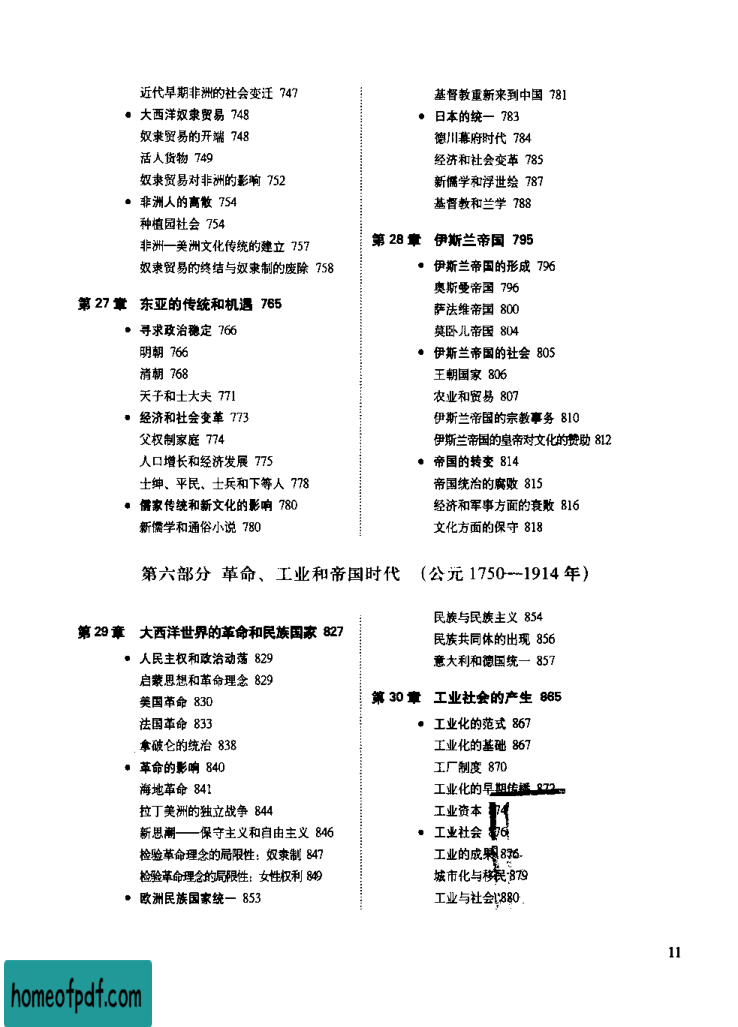 近代早期非洲的社会变迁 747
• 大西洋奴隶贸易 748
奴隶贸易的开端 748
活人货物 749
奴隶贸易对非洲的影响 752
• 非洲人的离散 754
种植园社会 754
非洲—美洲文化传统的建立 757
奴隶贸易的终结与奴隶制的废除 758
第27章 东亚的传统和机遇 765
• 寻求政治稳定 766
明朝 766
清朝 768
天子和士大夫 771
• 经济和社会变革 773
父权制家庭 774
人口增长和经济发展 775
士绅、平民、士兵和下等人 778
• 儒家传统和新文化的影响 780
新儒学和通俗小说 780
基督教重新来到中国 781
• 日本的统一 783
德川幕府时代 784
经济和社会变革 785
新儒学和浮世绘 787
基督教和兰学 788
第28章 伊斯兰帝国 795
• 伊斯兰帝国的形成 796
奥斯曼帝国 796
萨法维帝国 800
莫卧儿帝国 804
• 伊斯兰帝国的社会 805
王朝国家 806
农业和贸易 807
伊斯兰帝国的宗教事务 810
伊斯兰帝国的皇帝对文化的赞助 812
• 帝国的转变 814
帝国统治的腐败 815
经济和军事方面的衰败 816
文化方面的保守 818
第六部分 革命、工业和帝国时代 (公元1750—1914年)
第29章 大西洋世界的革命和民族国家 827
• 人民主权和政治动荡 829
启蒙思想和革命理念 829
美国革命 830
法国革命 833
拿破仑的统治 838
• 革命的影响 840
海地革命 841
拉丁美洲的独立战争 844
新思潮——保守主义和自由主义 846
检验革命理念的局限性：奴隶制 847
检验革命理念的局限性：女性权利 849
• 欧洲民族国家统一 853
民族与民族主义 854
民族共同体的出现 856
意大利和德国统一 857
第30章 工业社会的产生 865
• 工业化的范式 867
工业化的基础 867
工厂制度 870
工业化的早期传播 872
工业资本 874
• 工业社会 876
工业的成果 876
城市化与移民 879
工业与社会 880
11
homeofpdf.com